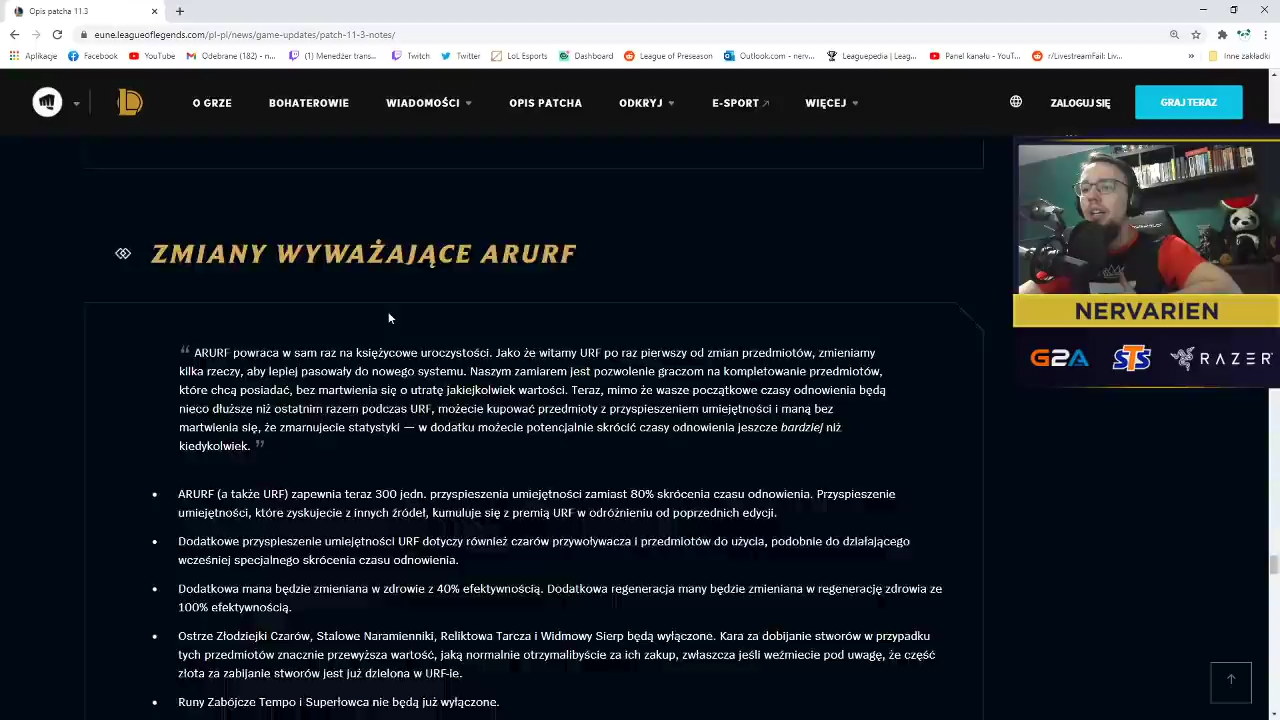 Opis patcha 11.3
eune.leagueoflegends.com/pl-pl/news/game-updates/patch-11-3-notes/
Aplikacje
Facebook
YouTube
Odebrane (182) - n...
(1) Menedżer trans...
Twitch
Twitter
LoL Esports
Dashboard
League of Preseason
Outlook.com - nerv...
Leaguepedia | Leag...
Panel kanału - YouT...
r/LivestreamFail: Liv...
»
Inne zakładki
O GRZE
BOHATEROWIE
WIADOMOŚCI
OPIS PATCHA
ODKRYJ
E-SPORT
WIĘCEJ
ZALOGUJ SIĘ
GRAJ TERAZ
ZMIANY WYWAŻAJĄCE ARURF
“ ARURF powraca w sam raz na księżycowe uroczystości. Jako że witamy URF po raz pierwszy od zmian przedmiotów, zmieniamy
kilka rzeczy, aby lepiej pasowały do nowego systemu. Naszym zamiarem jest pozwolenie graczom na kompletowanie przedmiotów,
które chcą posiadać, bez martwienia się o utratę jakiejkolwiek wartości. Teraz, mimo że wasze początkowe czasy odnowienia będą
nieco dłuższe niż ostatnim razem podczas URF, możecie kupować przedmioty z przyspieszeniem umiejętności i maną bez
martwienia się, że zmarnujecie statystyki — w dodatku możecie potencjalnie skrócić czasy odnowienia jeszcze bardziej niż
kiedykolwiek. ”
• ARURF (a także URF) zapewnia teraz 300 jedn. przyspieszenia umiejętności zamiast 80% skrócenia czasu odnowienia. Przyspieszenie
umiejętności, które zyskujecie z innych źródeł, kumuluje się z premią URF w odróżnieniu od poprzednich edycji.
• Dodatkowe przyspieszenie umiejętności URF dotyczy również czarów przywoływacza i przedmiotów do użycia, podobnie do działającego
wcześniej specjalnego skrócenia czasu odnowienia.
• Dodatkowa mana będzie zmieniana w zdrowie z 40% efektywnością. Dodatkowa regeneracja many będzie zmieniana w regenerację zdrowia ze
100% efektywnością.
• Ostrze Złodziejki Czarów, Stalowe Naramienniki, Reliktowa Tarcza i Widmowy Sierp będą wyłączone. Kara za dobijanie stworów w przypadku
tych przedmiotów znacznie przewyższa wartość, jaką normalnie otrzymalibyście za ich zakup, zwłaszcza jeśli weźmiecie pod uwagę, że część
złota za zabijanie stworów jest już dzielona w URF-ie.
• Runy Zabójcze Tempo i Superłowca nie będą już wyłączone.
NERVARIEN
G2A
STS
RAZER